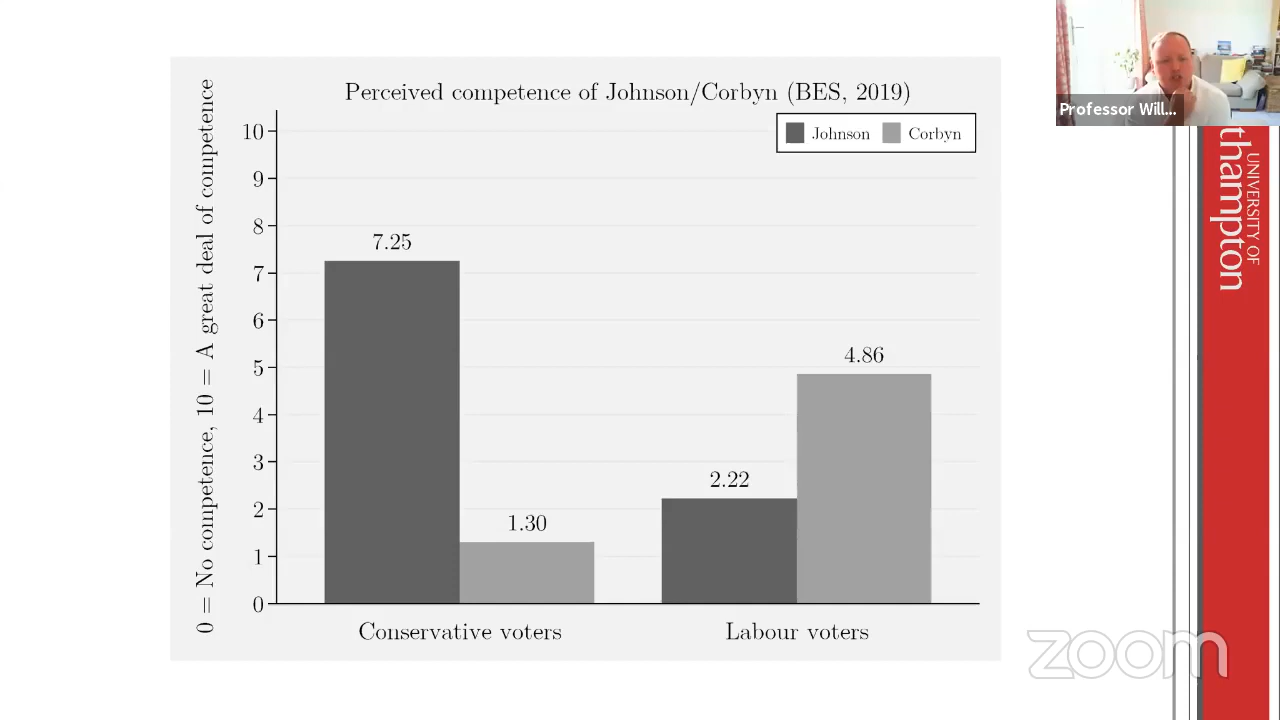 Perceived competence of Johnson/Corbyn (BES, 2019)
Johnson Corbyn
0 = No competence, 10 = A great deal of competence
10
9
8
7
6
5
4
3
2
1
0
7.25
1.30
2.22
4.86
Conservative voters
Labour voters
Professor Will...
UNIVERSITY OF
thampton
zoom